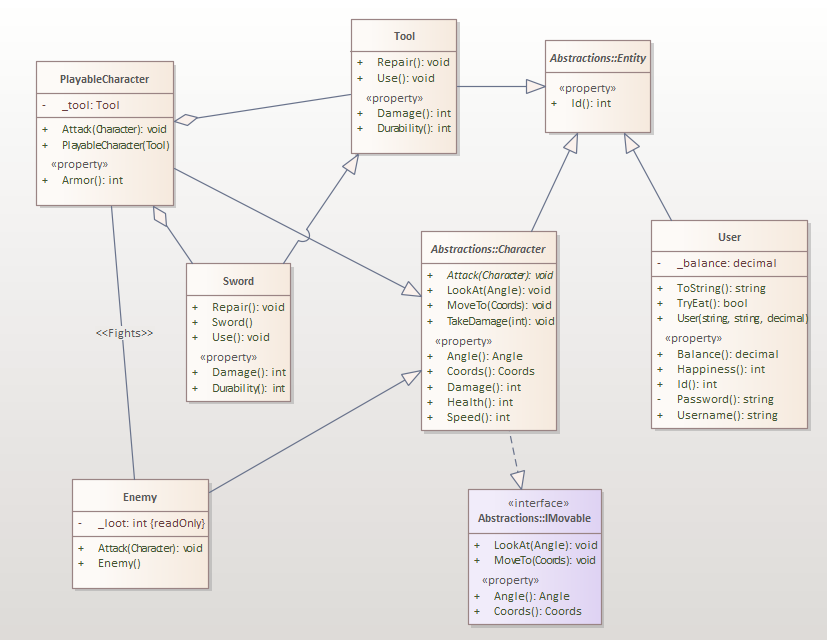 Tool
+ Repair(): void
+ Use(): void
«property»
+ Damage(): int
+ Durability(): int
Abstractions::Entity
«property»
+ Id(): int
PlayableCharacter
- _tool: Tool
+ Attack(Character): void
+ PlayableCharacter(Tool)
«property»
+ Armor(): int
Sword
+ Repair(): void
+ Sword()
+ Use(): void
«property»
+ Damage(): int
+ Durability(): int
Abstractions::Character
+ Attack(Character): void
+ LookAt(Angle): void
+ MoveTo(Coords): void
+ TakeDamage(int): void
«property»
+ Angle(): Angle
+ Coords(): Coords
+ Damage(): int
+ Health(): int
+ Speed(): int
User
- _balance: decimal
+ ToString(): string
+ TryEat(): bool
+ User(string, string, decimal)
«property»
+ Balance(): decimal
+ Happiness(): int
+ Id(): int
- Password(): string
+ Username(): string
<<Fights>>
Enemy
- _loot: int {readOnly}
+ Attack(Character): void
+ Enemy()
«interface»
Abstractions::IMovable
+ LookAt(Angle): void
+ MoveTo(Coords): void
«property»
+ Angle(): Angle
+ Coords(): Coords